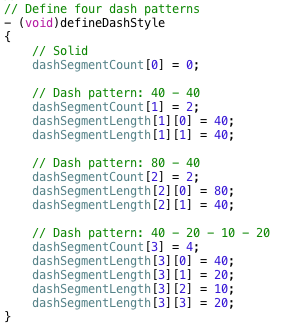 // Define four dash patterns
- (void)defineDashStyle
{
    // Solid
    dashSegmentCount[0] = 0;

    // Dash pattern: 40 - 40
    dashSegmentCount[1] = 2;
    dashSegmentLength[1][0] = 40;
    dashSegmentLength[1][1] = 40;

    // Dash pattern: 80 - 40
    dashSegmentCount[2] = 2;
    dashSegmentLength[2][0] = 80;
    dashSegmentLength[2][1] = 40;

    // Dash pattern: 40 - 20 - 10 - 20
    dashSegmentCount[3] = 4;
    dashSegmentLength[3][0] = 40;
    dashSegmentLength[3][1] = 20;
    dashSegmentLength[3][2] = 10;
    dashSegmentLength[3][3] = 20;
}